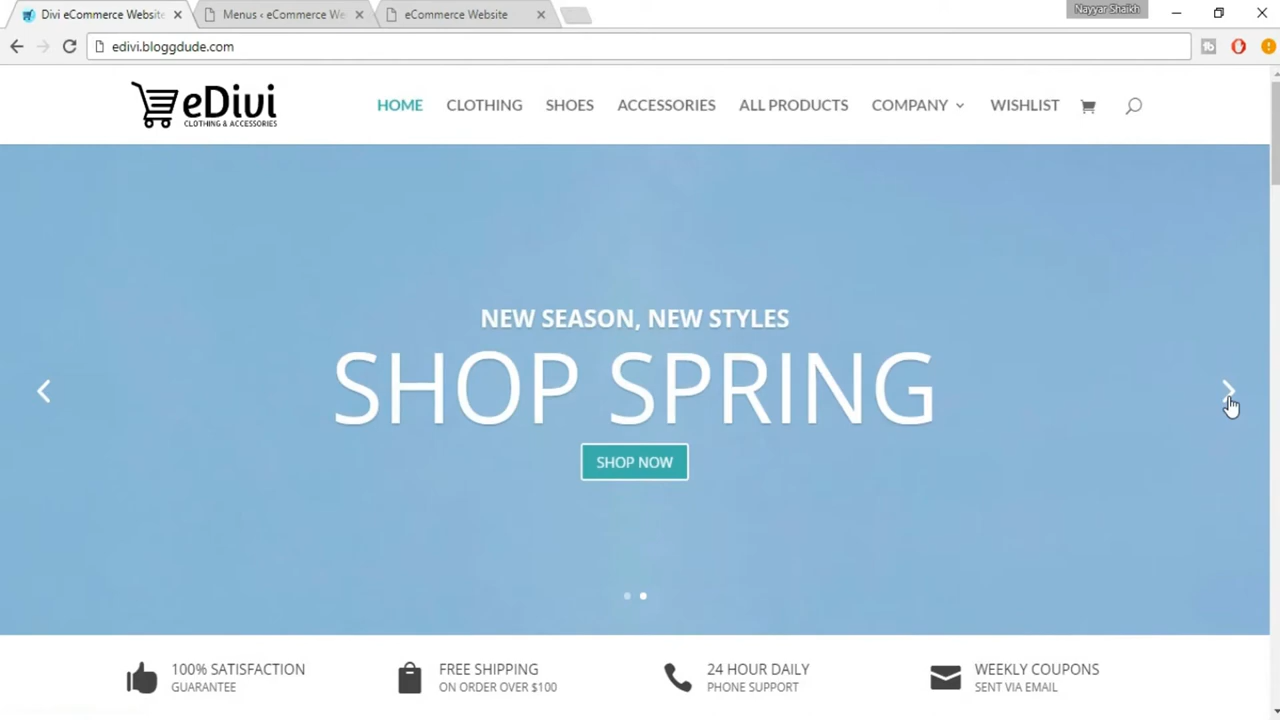 Divi eCommerce Website
Menus ‹ eCommerce We
eCommerce Website
Nayyar Shaikh
edivi.bloggdude.com
eDivi
CLOTHING & ACCESSORIES
HOME CLOTHING SHOES ACCESSORIES ALL PRODUCTS COMPANY WISHLIST
NEW SEASON, NEW STYLES
SHOP SPRING
SHOP NOW
100% SATISFACTION
GUARANTEE
FREE SHIPPING
ON ORDER OVER $100
24 HOUR DAILY
PHONE SUPPORT
WEEKLY COUPONS
SENT VIA EMAIL